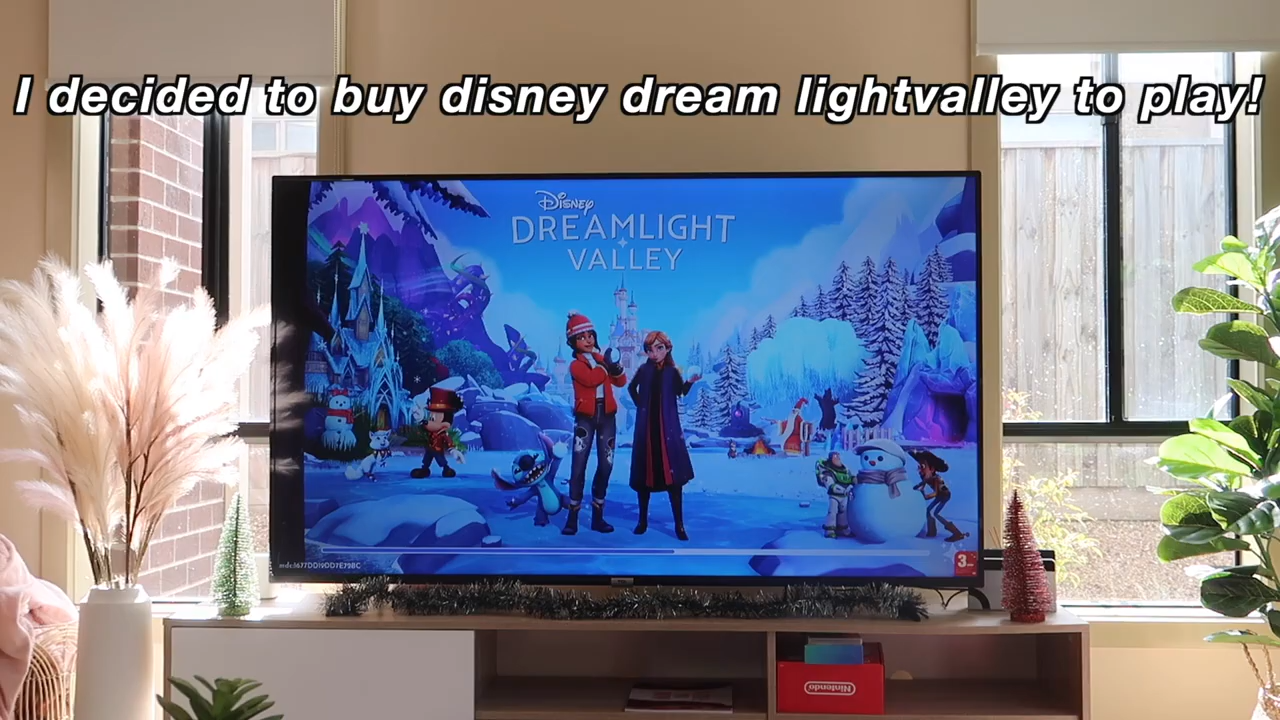 I decided to buy disney dream lightvalley to play!
Disney
DREAMLIGHT
VALLEY
3
Nintendo